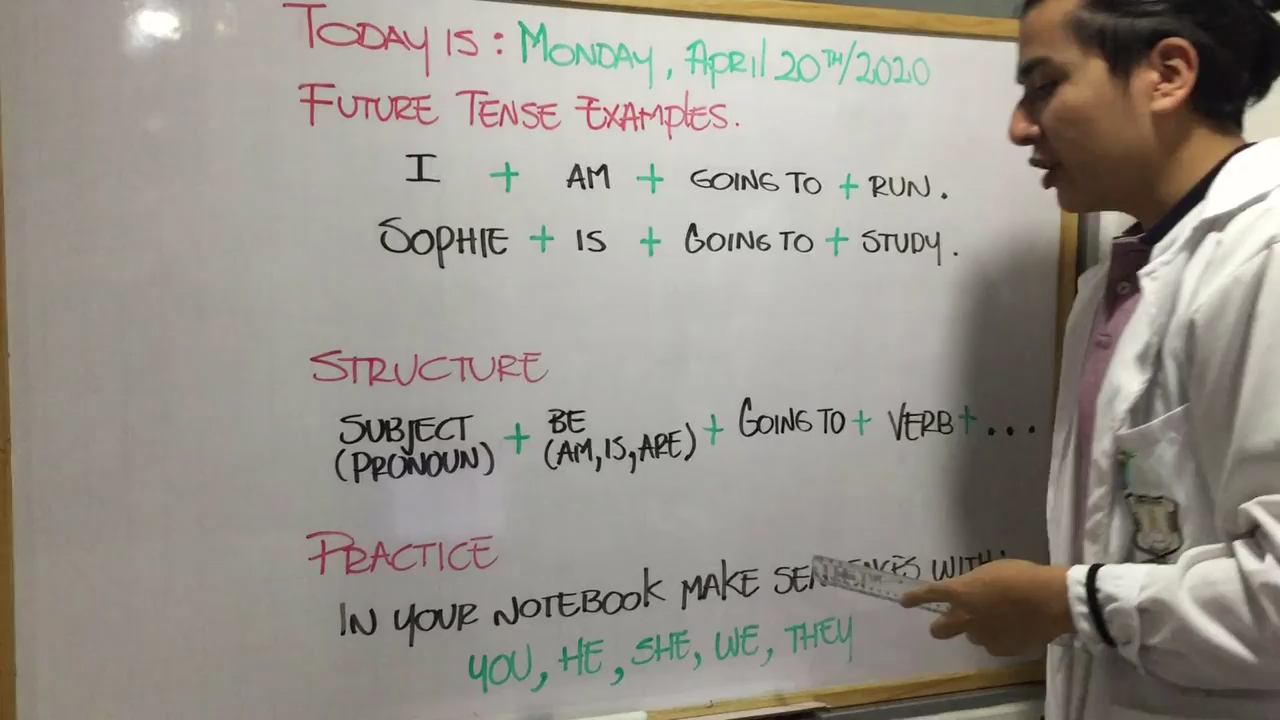 TODAY IS: MONDAY, APRIL 20TH/2020
FUTURE TENSE EXAMPLES.
I + AM + GOING TO + RUN.
SOPHIE + IS + GOING TO + STUDY.
STRUCTURE
SUBJECT (PRONOUN) + BE (AM, IS, ARE) + GOING TO + VERB + ...
PRACTICE
IN YOUR NOTEBOOK MAKE SENTENCES WITH:
YOU, HE, SHE, WE, THEY